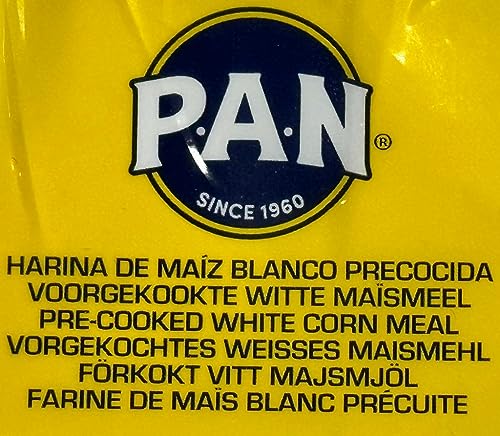 P.A.N ®
SINCE 1960
HARINA DE MAÍZ BLANCO PRECOCIDA
VOORGEKOOKTE WITTE MAÏSMEEL
PRE-COOKED WHITE CORN MEAL
VORGEKOCHTES WEISSES MAISMEHL
FÖRKOKT VITT MAJSMJÖL
FARINE DE MAÏS BLANC PRÉCUITE